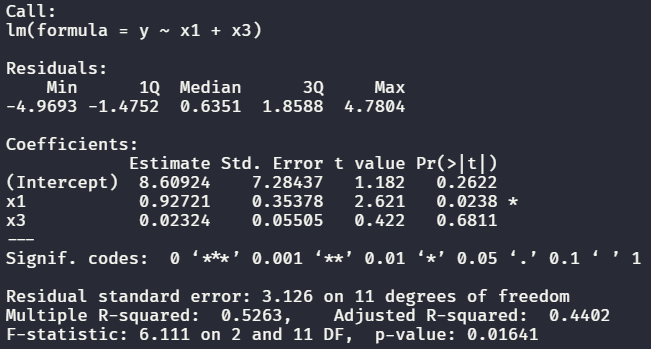 Call:
lm(formula = y ~ x1 + x3)
Residuals:
    Min      1Q  Median      3Q     Max
-4.9693 -1.4752  0.6351  1.8588  4.7804
Coefficients:
            Estimate Std. Error t value Pr(>|t|)
(Intercept)  8.60924    7.28437   1.182   0.2622
x1           0.92721    0.35378   2.621   0.0238 *
x3           0.02324    0.05505   0.422   0.6811
---
Signif. codes:  0 ‘***’ 0.001 ‘**’ 0.01 ‘*’ 0.05 ‘.’ 0.1 ‘ ’ 1
Residual standard error: 3.126 on 11 degrees of freedom
Multiple R-squared:  0.5263,    Adjusted R-squared:  0.4402
F-statistic: 6.111 on 2 and 11 DF,  p-value: 0.01641